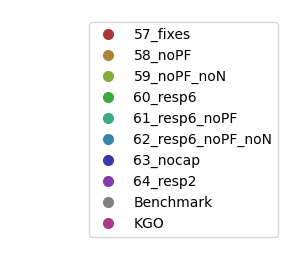 57_fixes
58_noPF
59_noPF_noN
60_resp6
61_resp6_noPF
62_resp6_noPF_noN
63_nocap
64_resp2
Benchmark
KGO